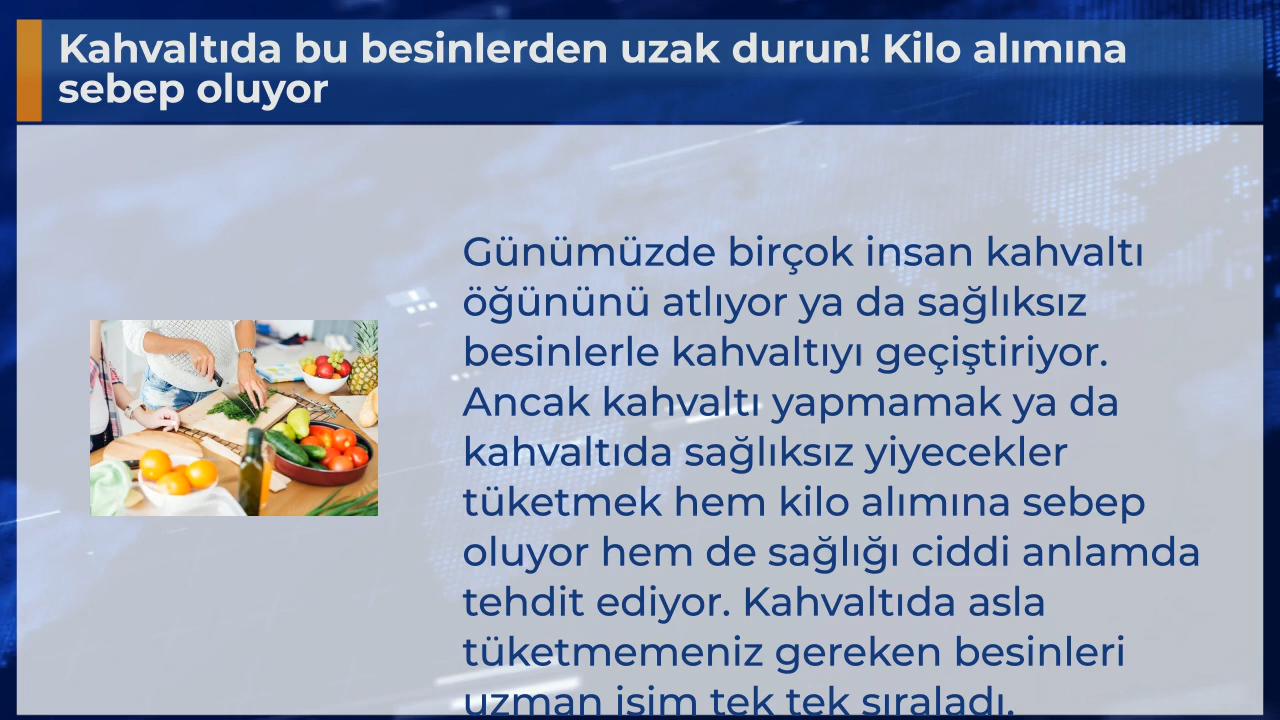 Kahvaltıda bu besinlerden uzak durun! Kilo alımına
sebep oluyor
Günümüzde birçok insan kahvaltı
öğününü atlıyor ya da sağlıksız
besinlerle kahvaltıyı geçiştiriyor.
Ancak kahvaltı yapmamak ya da
kahvaltıda sağlıksız yiyecekler
tüketmek hem kilo alımına sebep
oluyor hem de sağlığı ciddi anlamda
tehdit ediyor. Kahvaltıda asla
tüketmemeniz gereken besinleri
uzman isim tek tek sıraladı.